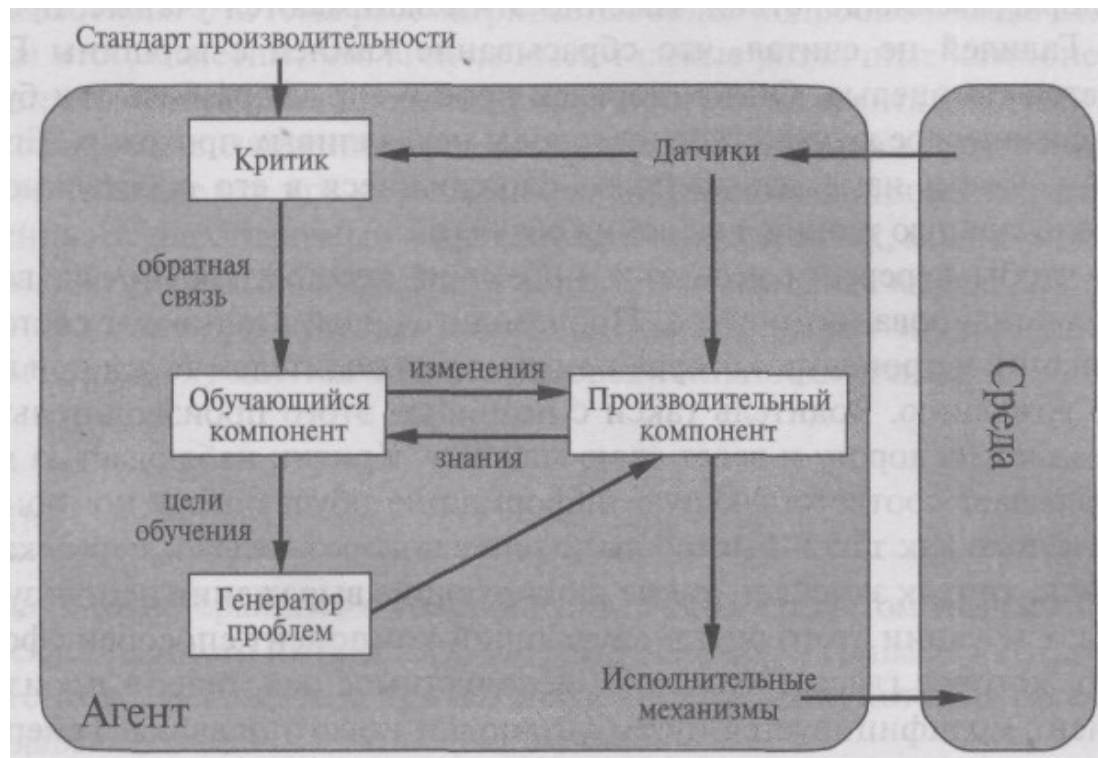 Стандарт производительности
Критик
Датчики
обратная
связь
изменения
Обучающийся
компонент
Производительный
компонент
знания
Среда
цели
обучения
Генератор
проблем
Исполнительные
механизмы
Агент